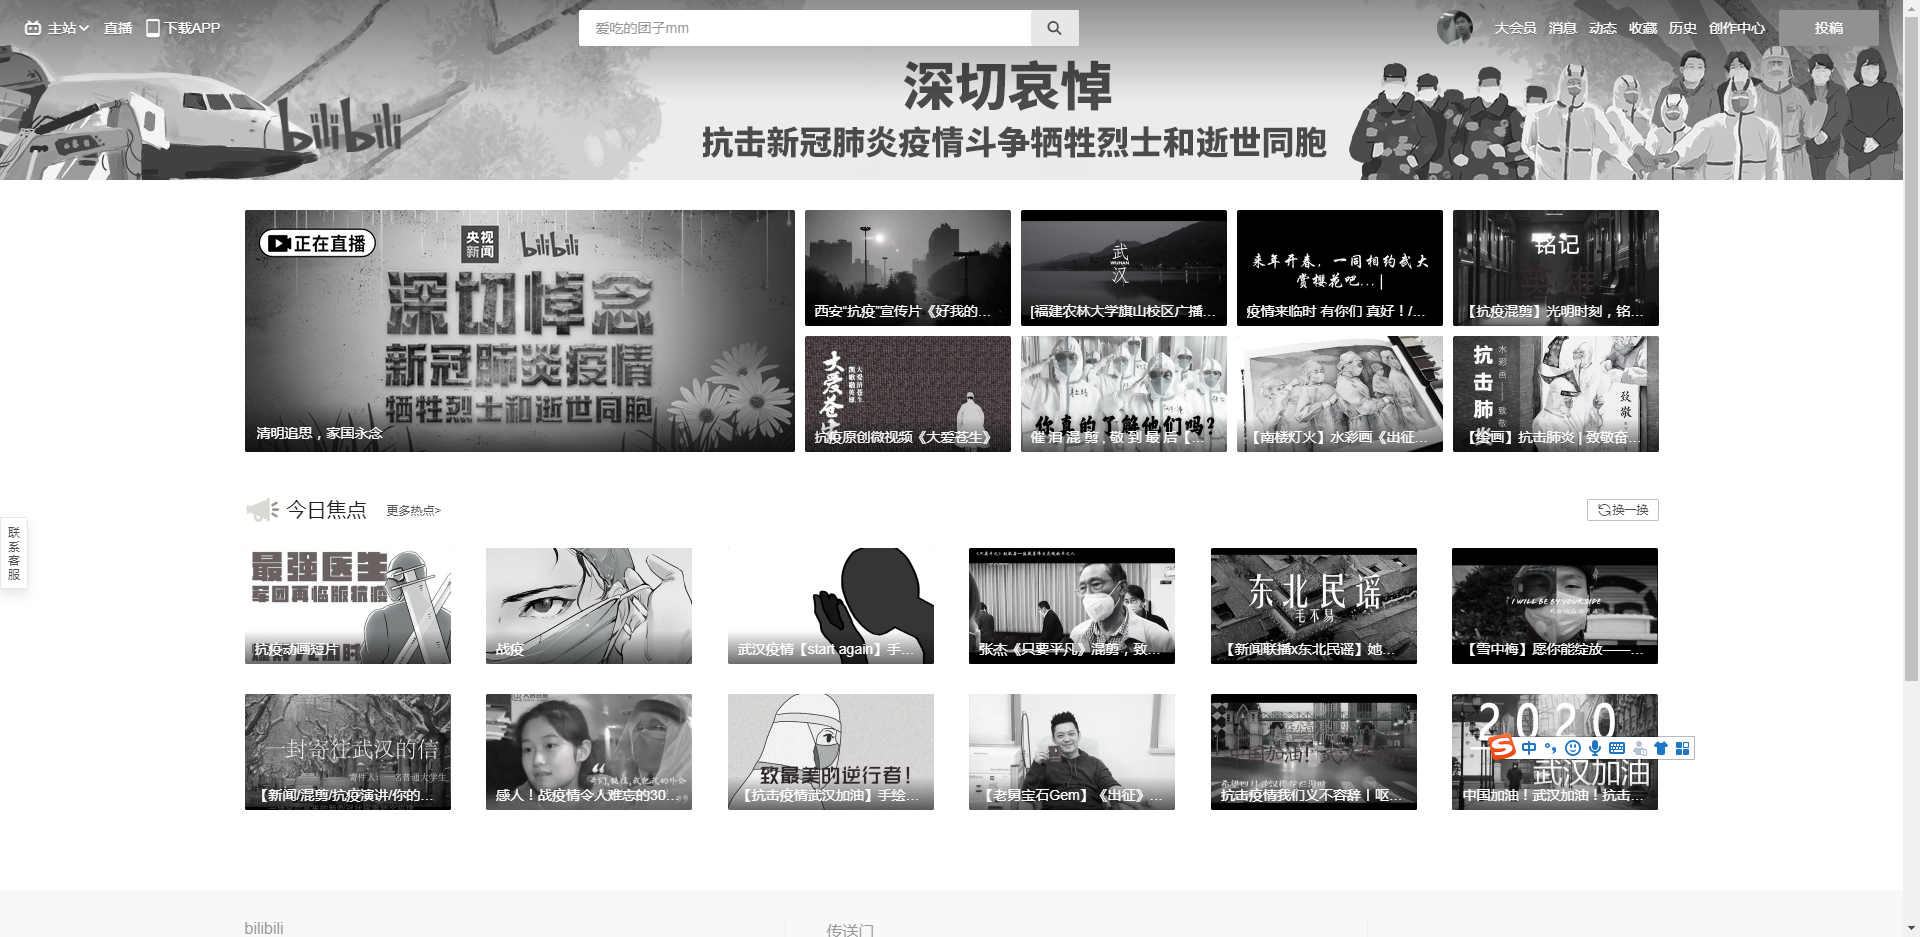 主站
直播
下载APP
爱吃的团子mm
大会员
消息
动态
收藏
历史
创作中心
投稿
bilibili
深切哀悼
抗击新冠肺炎疫情斗争牺牲烈士和逝世同胞
正在直播
央视新闻
bilibili
深切悼念
新冠肺炎疫情
牺牲烈士和逝世同胞
清明追思，家国永念
西安“抗疫”宣传片《好我的...
武汉
WUHAN
[福建农林大学旗山校区广播...
来年开春，一同相约武大
赏樱花吧...|
疫情来临时 有你们 真好！/...
铭记
英雄
【抗疫混剪】光明时刻，铭...
大爱苍生
抗疫原创微视频《大爱苍生》
你真的了解他们吗？
催 泪 混 剪 , 敬 到 最 后【...
【南楼灯火】水彩画《出征...
抗击肺炎
水彩画——致敬
致敬
【绘画】抗击肺炎 | 致敬奋...
今日焦点
更多热点>
换一换
联系客服
最强医生
军团再临版抗疫
抗疫动画短片
战疫
武汉疫情【start again】手...
张杰《只要平凡》混剪，致...
东北民谣
毛不易
【新闻联播x东北民谣】她...
I WILL BE BY YOUR SIDE
【雪中梅】愿你能绽放——...
一封寄往武汉的信
寄件人：一名普通大学生
【新闻/混剪/抗疫演讲/你的...
感人！战疫情令人难忘的30...
致最美的逆行者！
【抗击疫情武汉加油】手绘...
【老舅宝石Gem】《出征》...
抗击疫情我们义不容辞丨呕...
2020
中
武汉加油
中国加油！武汉加油！抗击...
bilibili
传送门